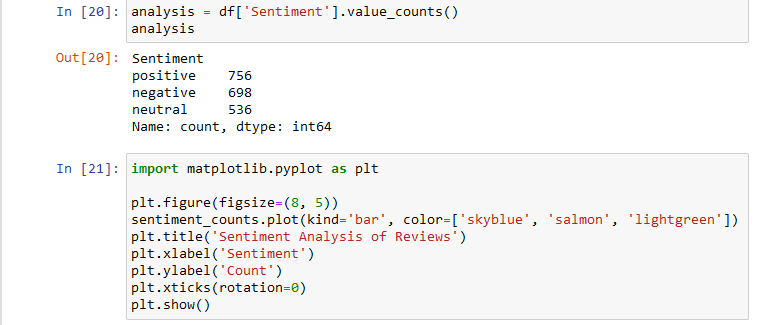 In [20]: analysis = df['Sentiment'].value_counts()
analysis
Out[20]: Sentiment
positive    756
negative    698
neutral     536
Name: count, dtype: int64
In [21]: import matplotlib.pyplot as plt
plt.figure(figsize=(8, 5))
sentiment_counts.plot(kind='bar', color=['skyblue', 'salmon', 'lightgreen'])
plt.title('Sentiment Analysis of Reviews')
plt.xlabel('Sentiment')
plt.ylabel('Count')
plt.xticks(rotation=0)
plt.show()